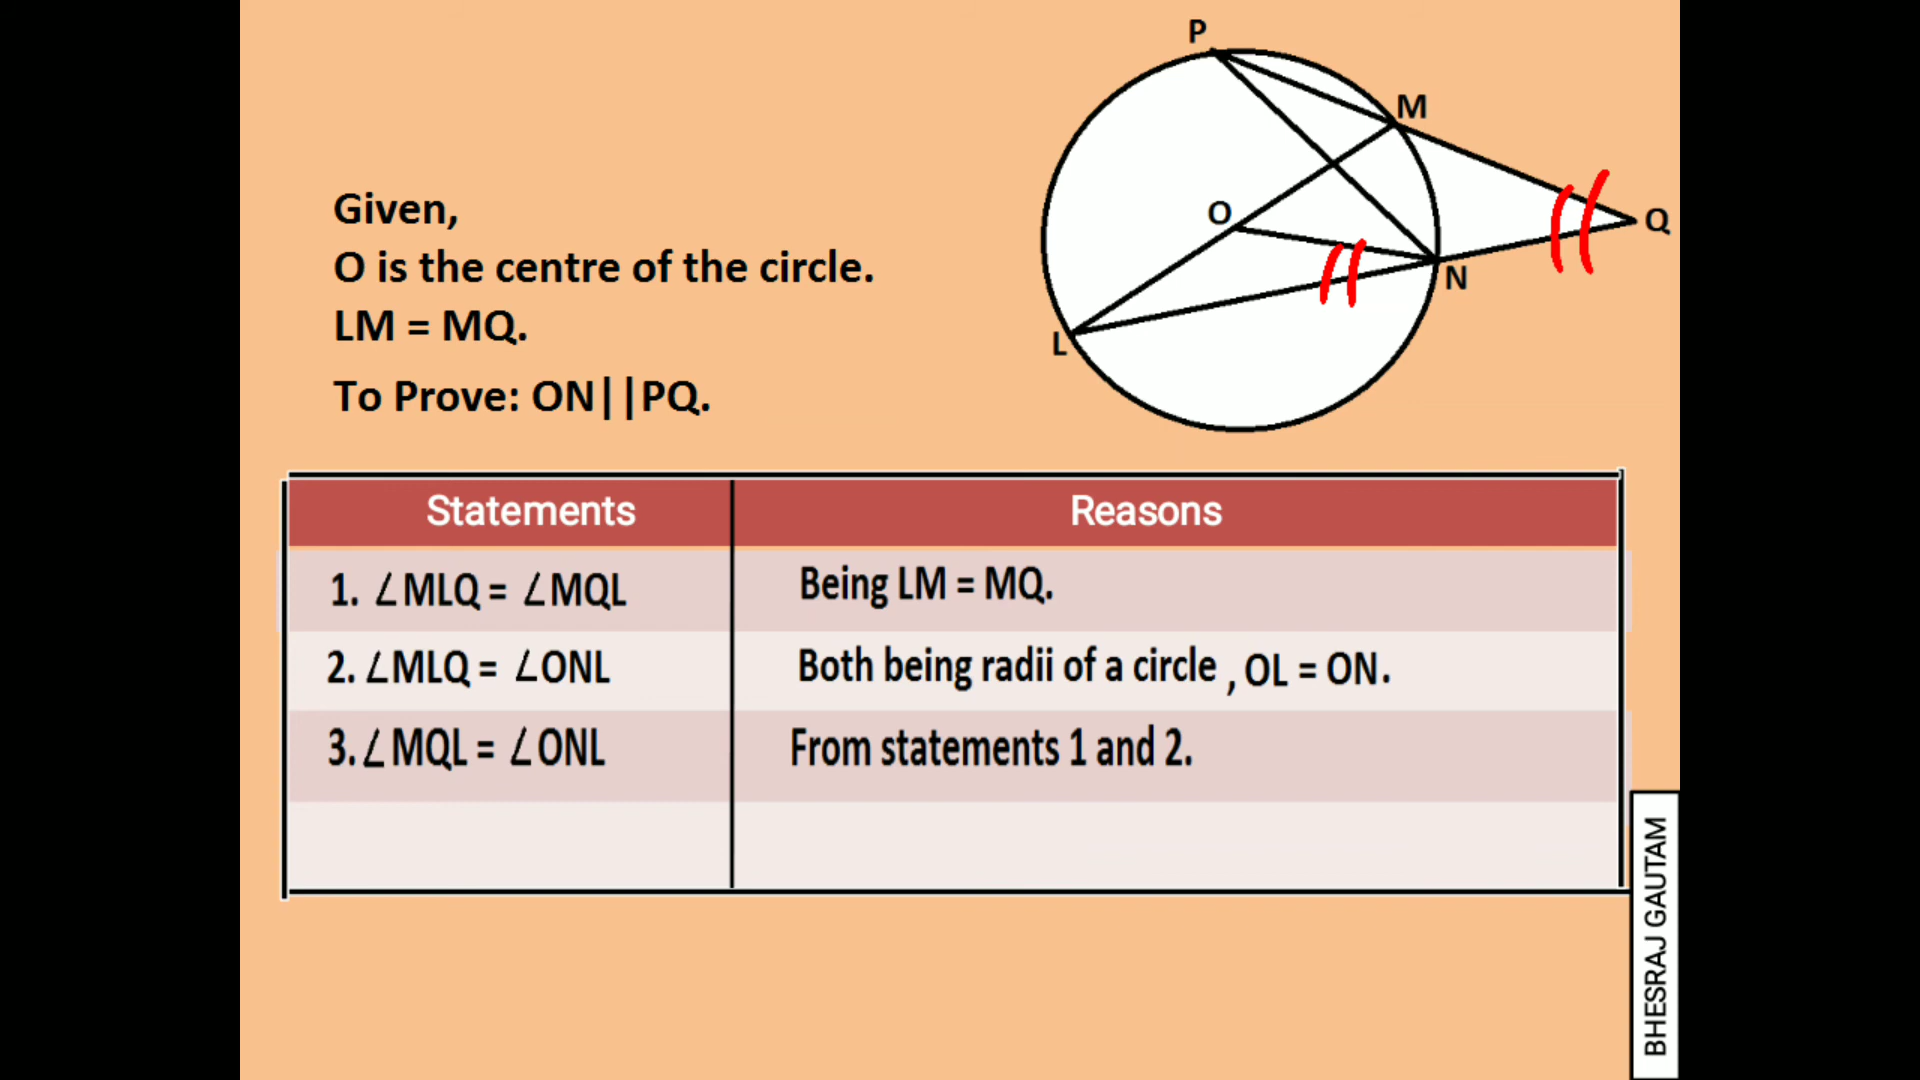 P
M
O
Q
N
L
Given,
O is the centre of the circle.
LM = MQ.
To Prove: ON||PQ.
Statements Reasons
1. ∠MLQ = ∠MQL Being LM = MQ.
2. ∠MLQ = ∠ONL Both being radii of a circle , OL = ON.
3. ∠MQL = ∠ONL From statements 1 and 2.
BHESRAJ GAUTAM